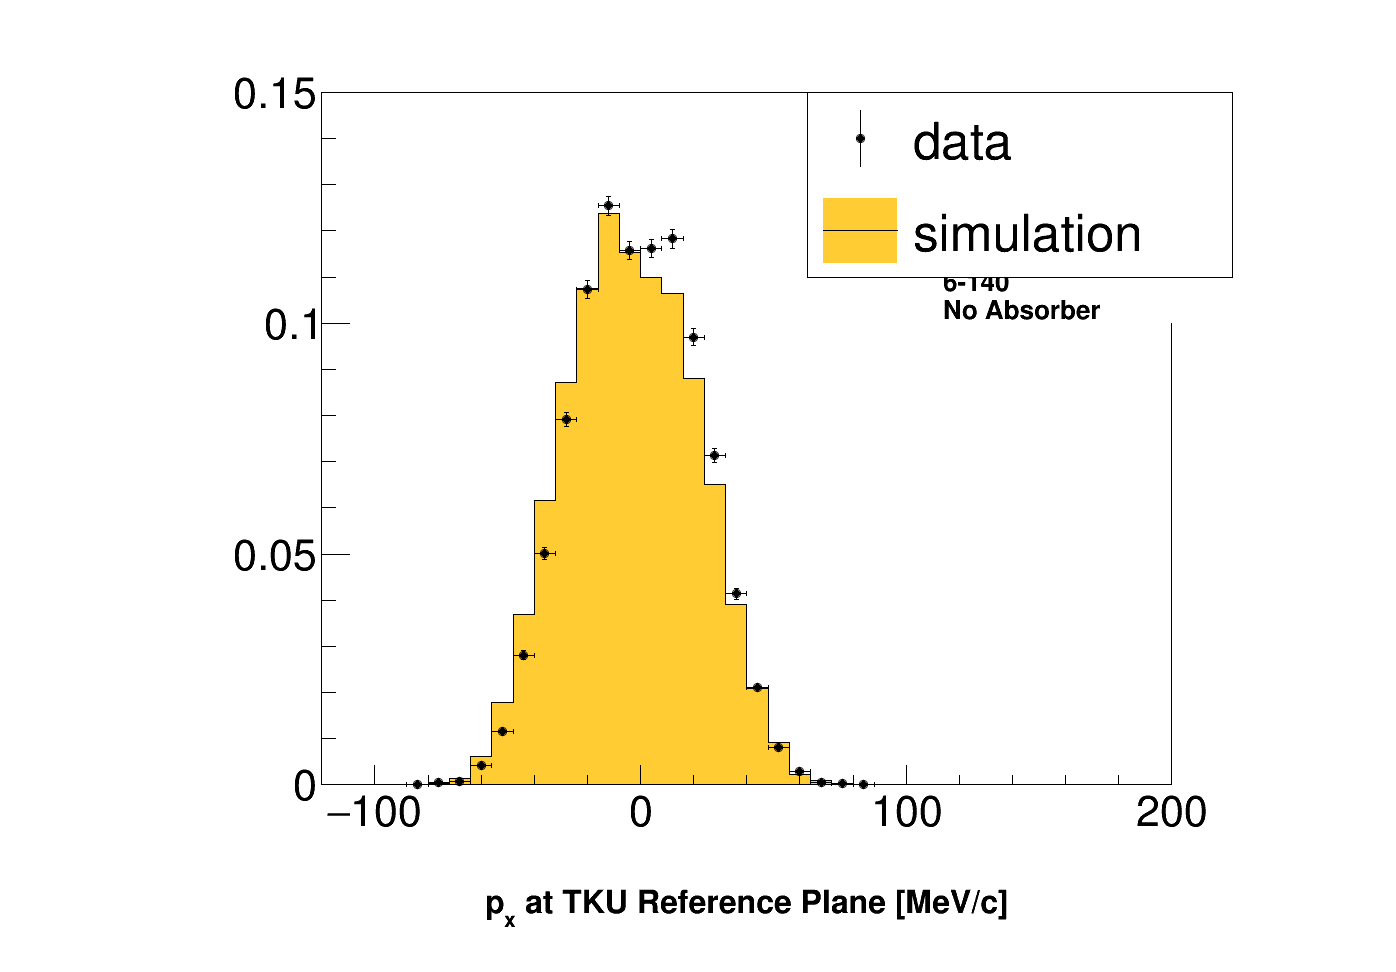 0.15
data
simulation
6-140
No Absorber
0.1
0.05
0
−100
0
100
200
px at TKU Reference Plane [MeV/c]